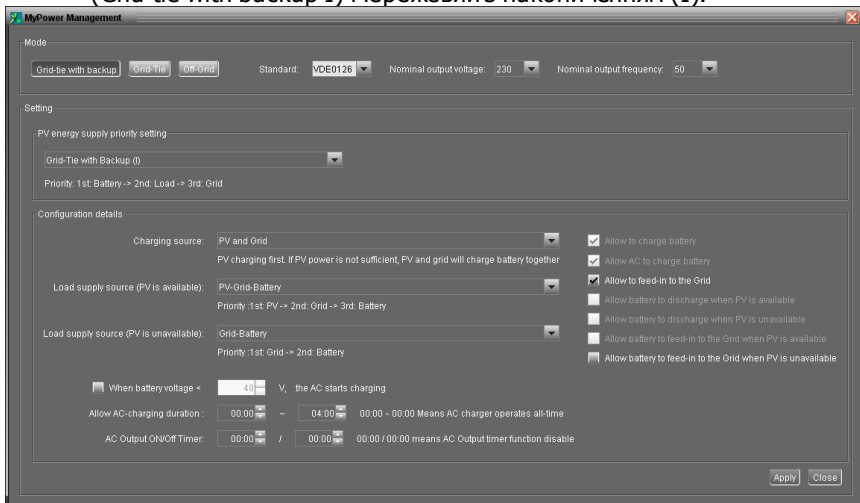 (Grid-tie with backup I) Мережевий з накопиченням (I).
MyPower Management
Mode
Grid-tie with backup Grid-Tie Off-Grid Standard: VDE0126 Nominal output voltage: 230 Nominal output frequency: 50
Setting
PV energy supply priority setting
Grid-Tie with Backup (I)
Priority: 1st: Battery -> 2nd: Load -> 3rd: Grid
Configuration details
Charging source: PV and Grid
PV charging first. If PV power is not sufficient, PV and grid will charge battery together
Load supply source (PV is available): PV-Grid-Battery
Priority :1st: PV -> 2nd: Grid -> 3rd: Battery
Load supply source (PV is unavailable): Grid-Battery
Priority :1st: Grid -> 2nd: Battery
Allow to charge battery
Allow AC to charge battery
Allow to feed-in to the Grid
Allow battery to discharge when PV is available
Allow battery to discharge when PV is unavailable
Allow battery to feed-in to the Grid when PV is available
Allow battery to feed-in to the Grid when PV is unavailable
When battery voltage < 48 V, the AC starts charging
Allow AC-charging duration : 00:00 – 04:00 00:00 - 00:00 Means AC charger operates all-time
AC Output ON/Off Timer: 00:00 / 00:00 00:00 / 00:00 means AC Output timer function disable
Apply Close